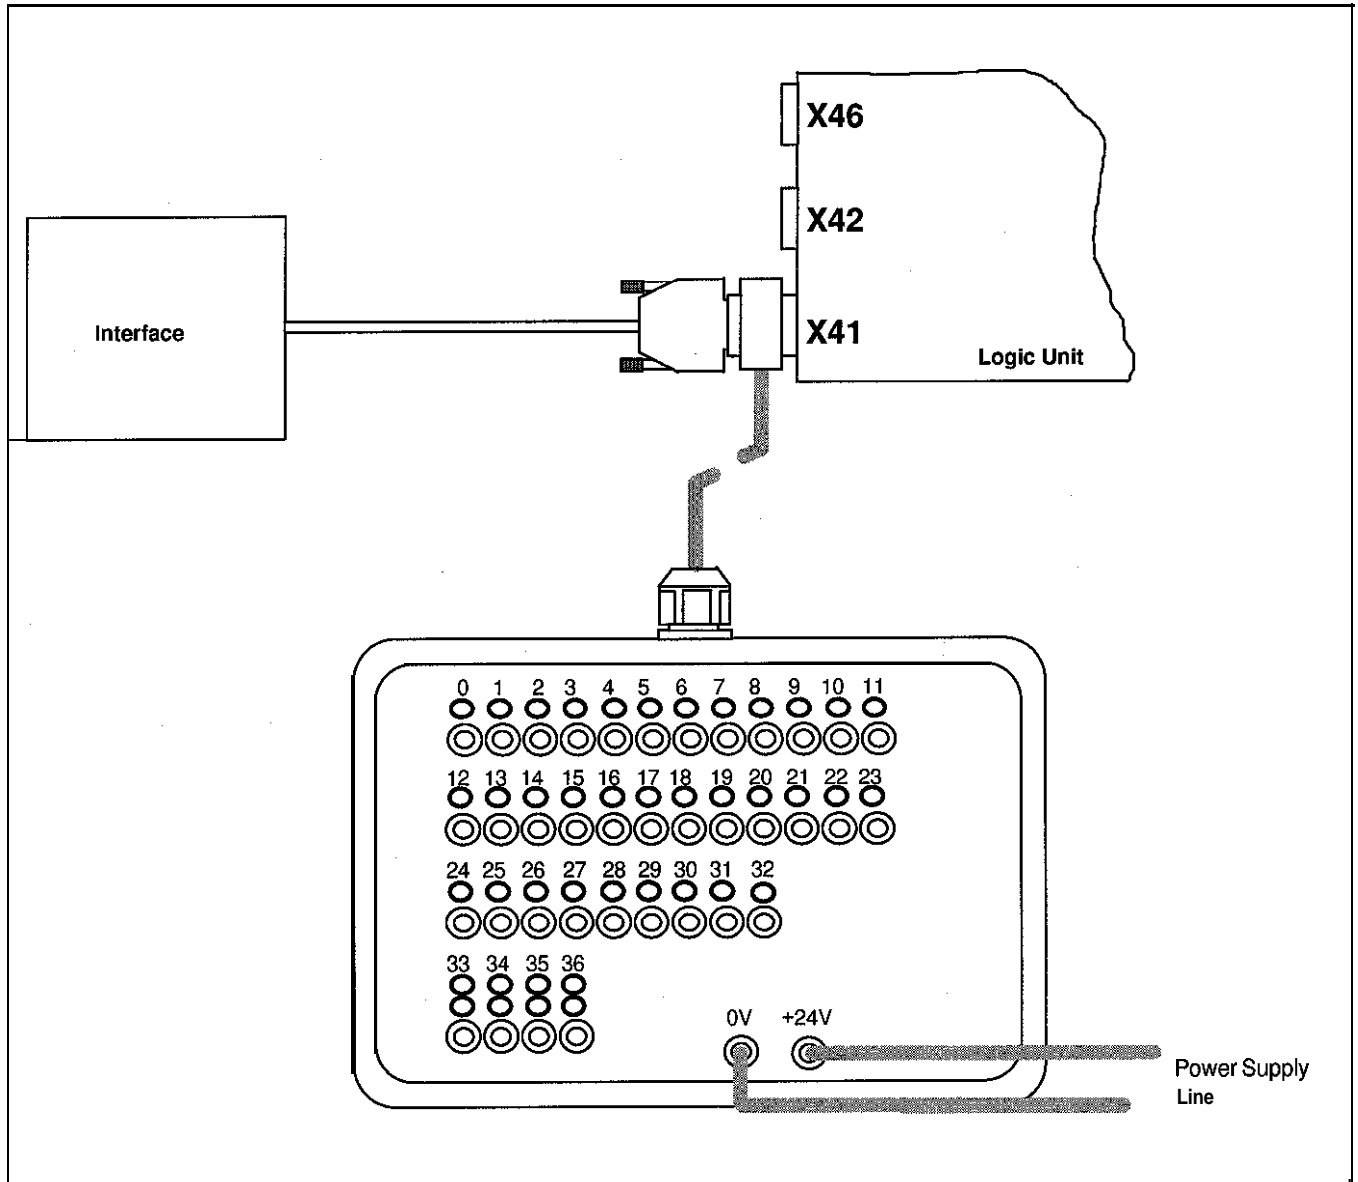 X46
X42
X41
Interface
Logic Unit
0 1 2 3 4 5 6 7 8 9 10 11
12 13 14 15 16 17 18 19 20 21 22 23
24 25 26 27 28 29 30 31 32
33 34 35 36
0V +24V
Power Supply
Line